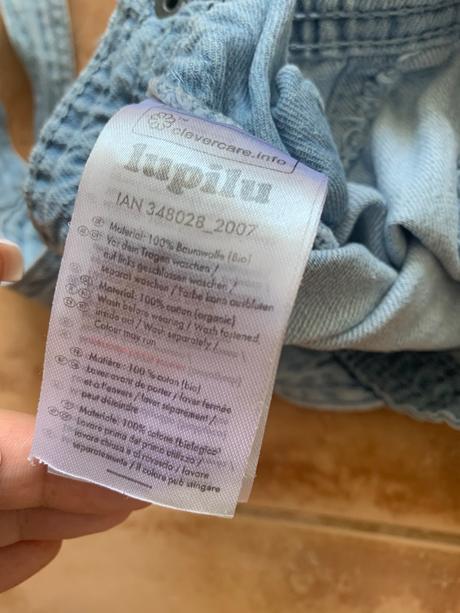 clevercare.info
lupilu
IAN 348028_2007
Material: 100% Baumwolle (Bio)
Vor dem Tragen waschen /
auf links geschlossen waschen /
separat waschen / Farbe kann ausbluten
Material: 100% cotton (organic)
Wash before wearing / Wash fastened
inside out / Wash separately /
Colour may run
Matière: 100 % coton (bio)
Laver avant de porter / laver fermée
et à l'envers / laver séparément /
peut déteindre
Materiale: 100% cotone (biologico)
Lavare prima del primo utilizzo /
lavare chiuso e al rovescio / lavare
separatamente / il colore può stingere